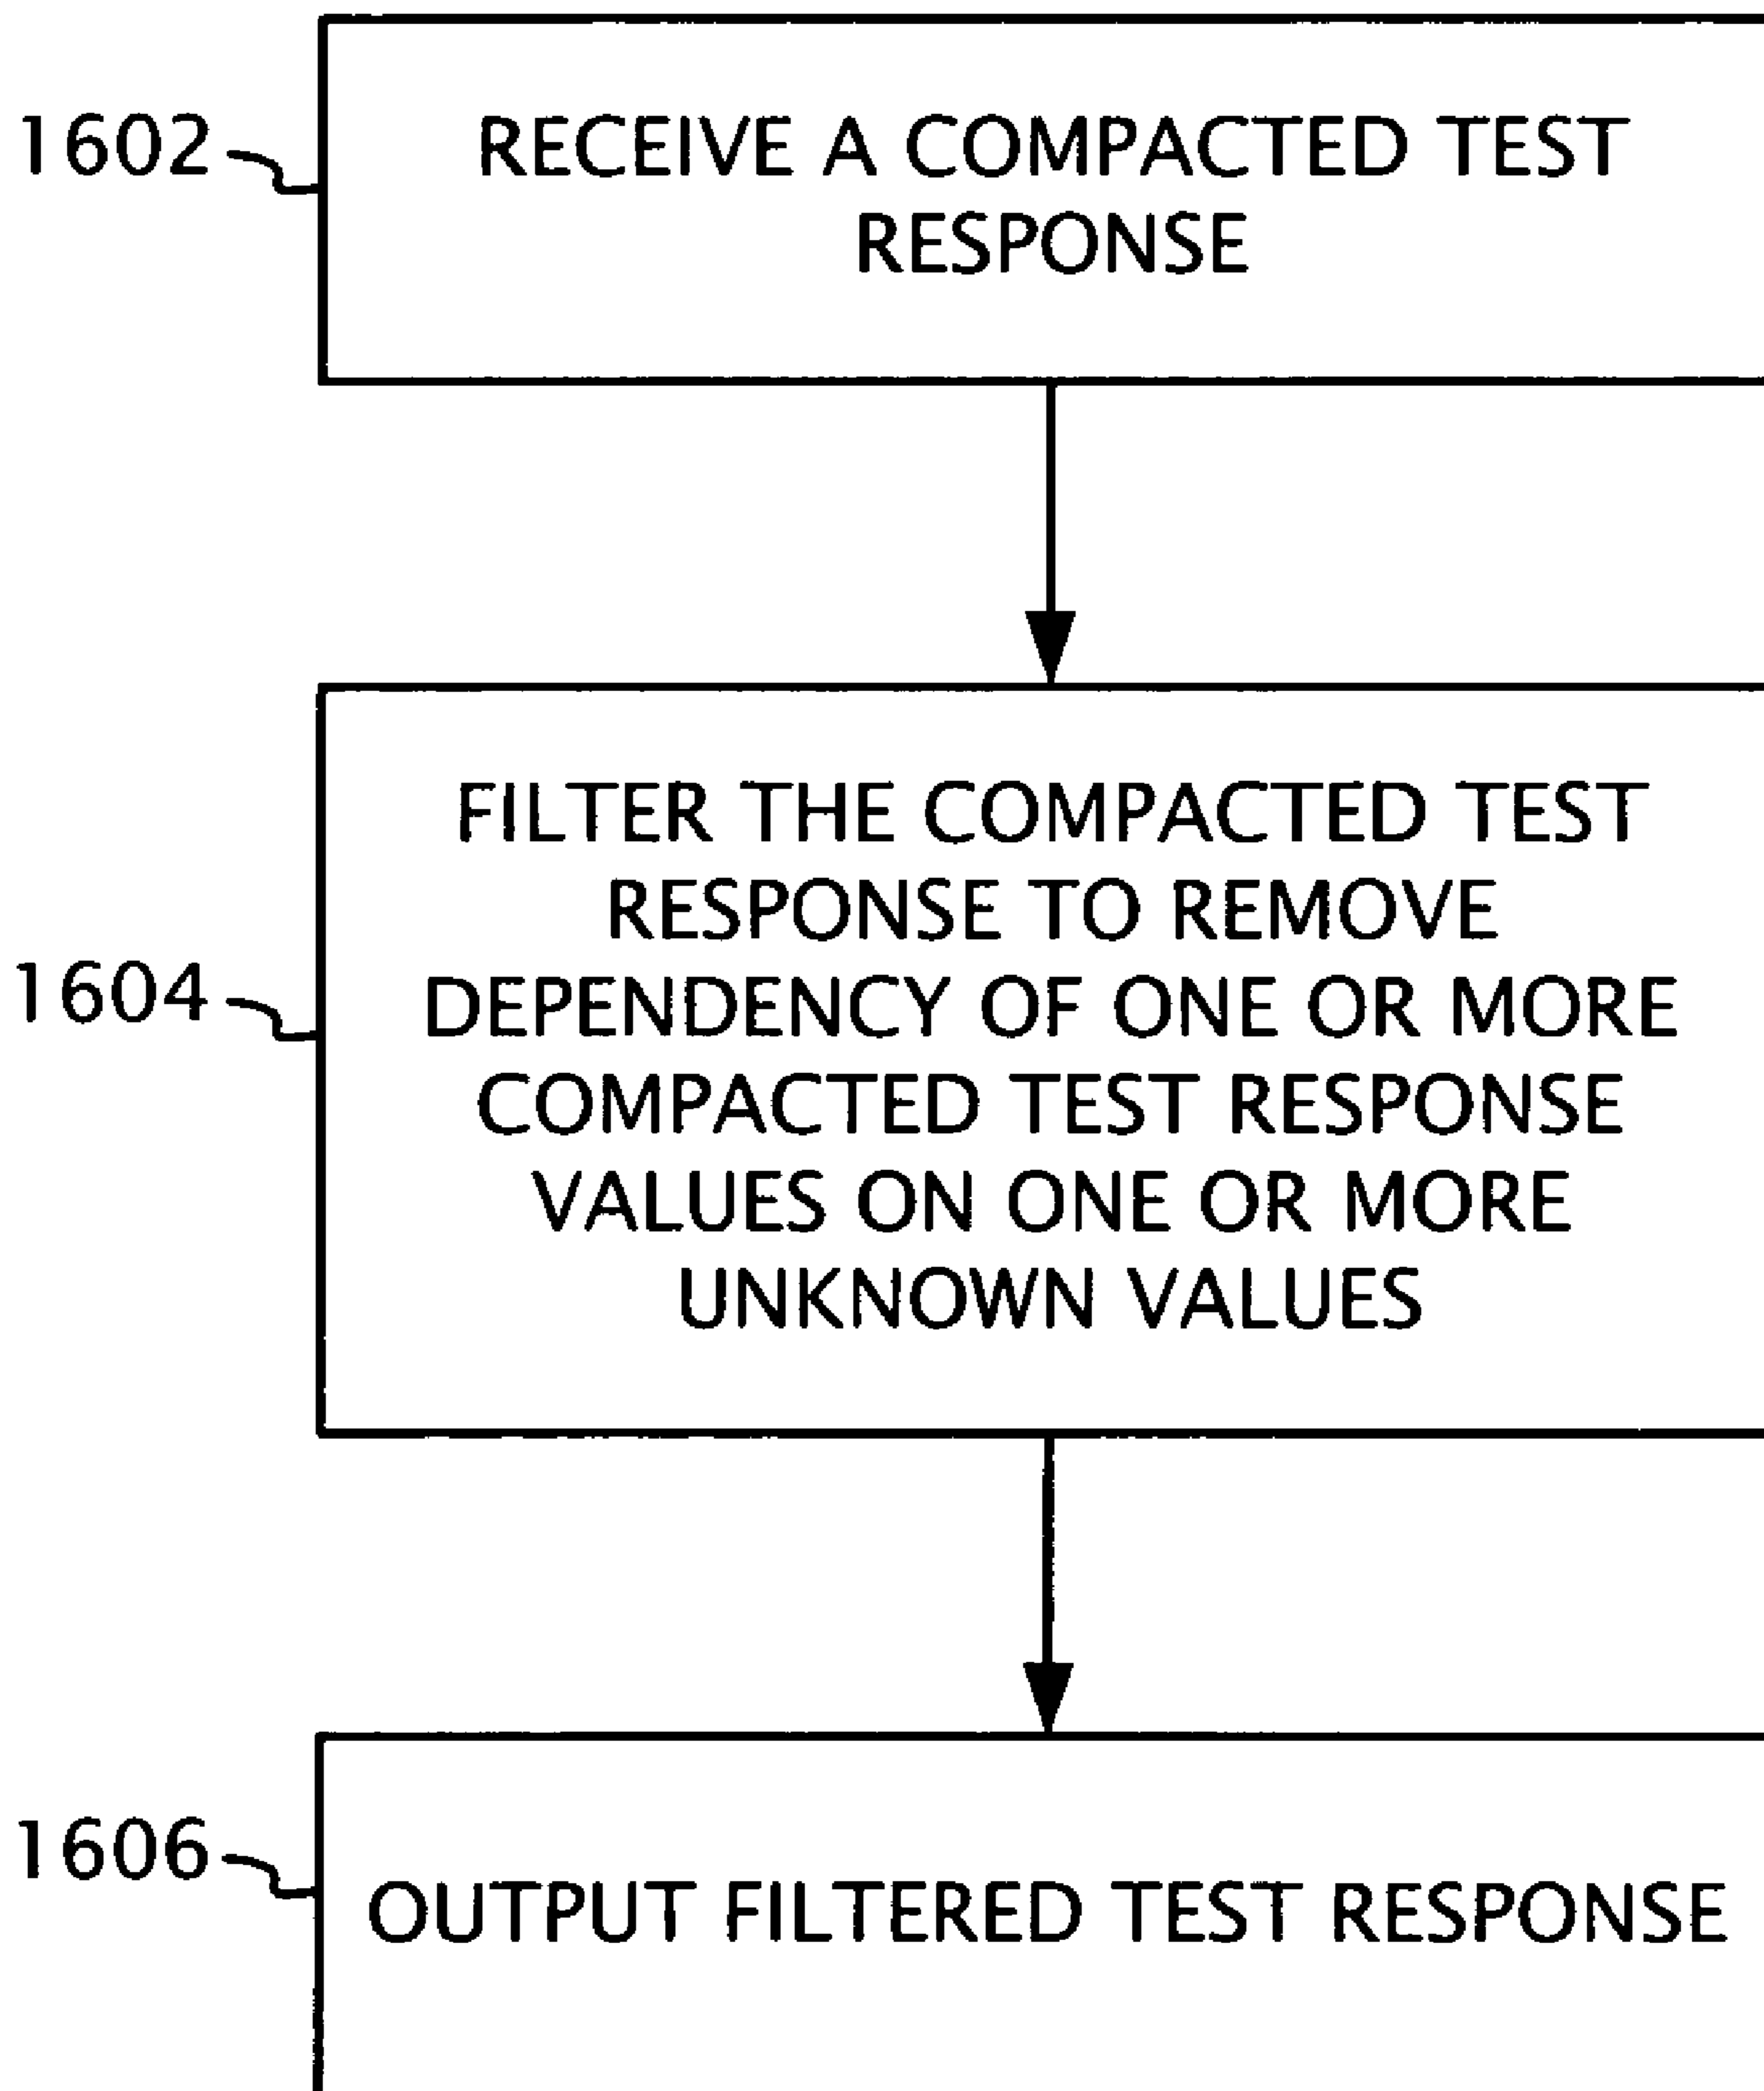 1602
RECEIVE A COMPACTED TEST
RESPONSE
FILTER THE COMPACTED TEST
RESPONSE TO REMOVE
1604
DEPENDENCY OF ONE OR MORE
COMPACTED TEST RESPONSE
VALUES ON ONE OR MORE
UNKNOWN VALUES
1606
OUTPUT FILTERED TEST RESPONSE